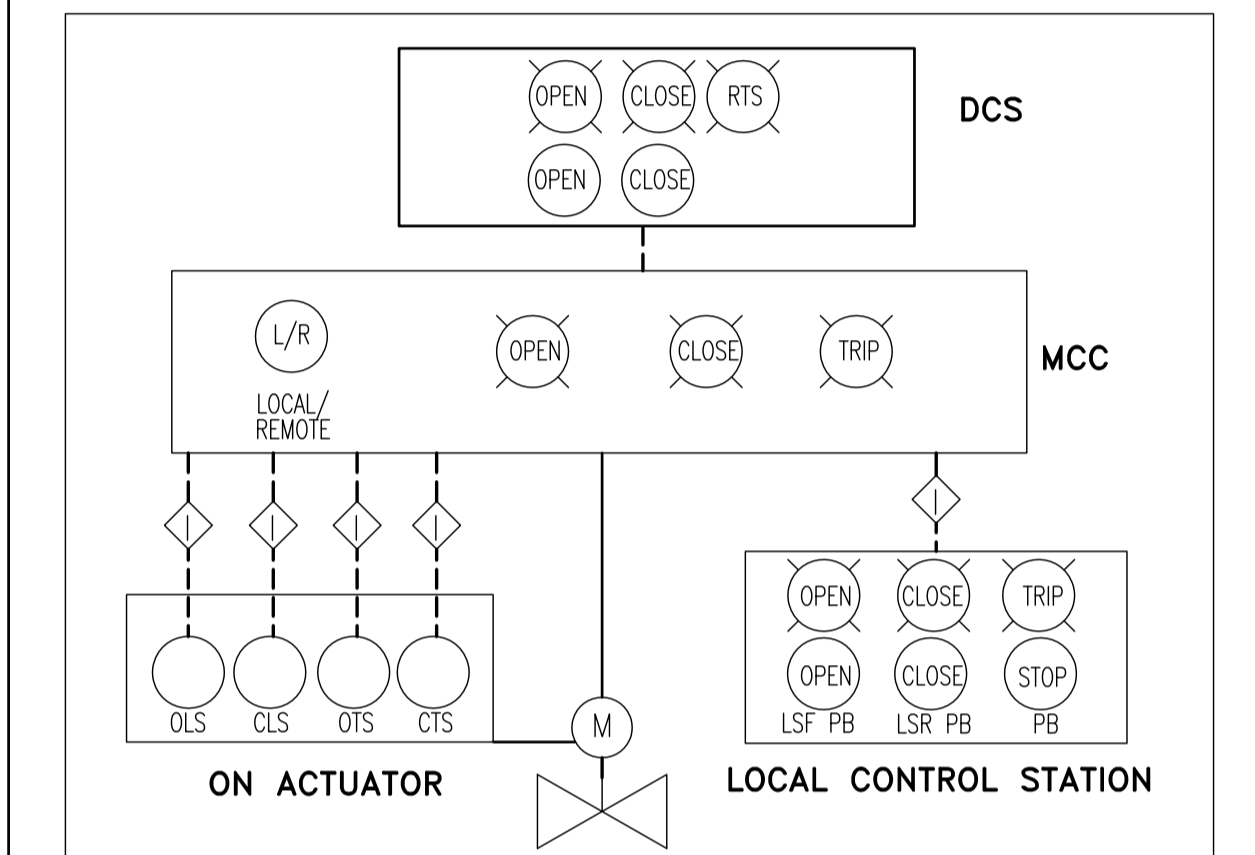 OPEN CLOSE RTS
DCS
OPEN CLOSE
L/R
OPEN CLOSE TRIP
MCC
LOCAL/
REMOTE
OPEN CLOSE TRIP
OPEN CLOSE STOP
OLS CLS OTS CTS
M
LSF PB LSR PB PB
ON ACTUATOR
LOCAL CONTROL STATION